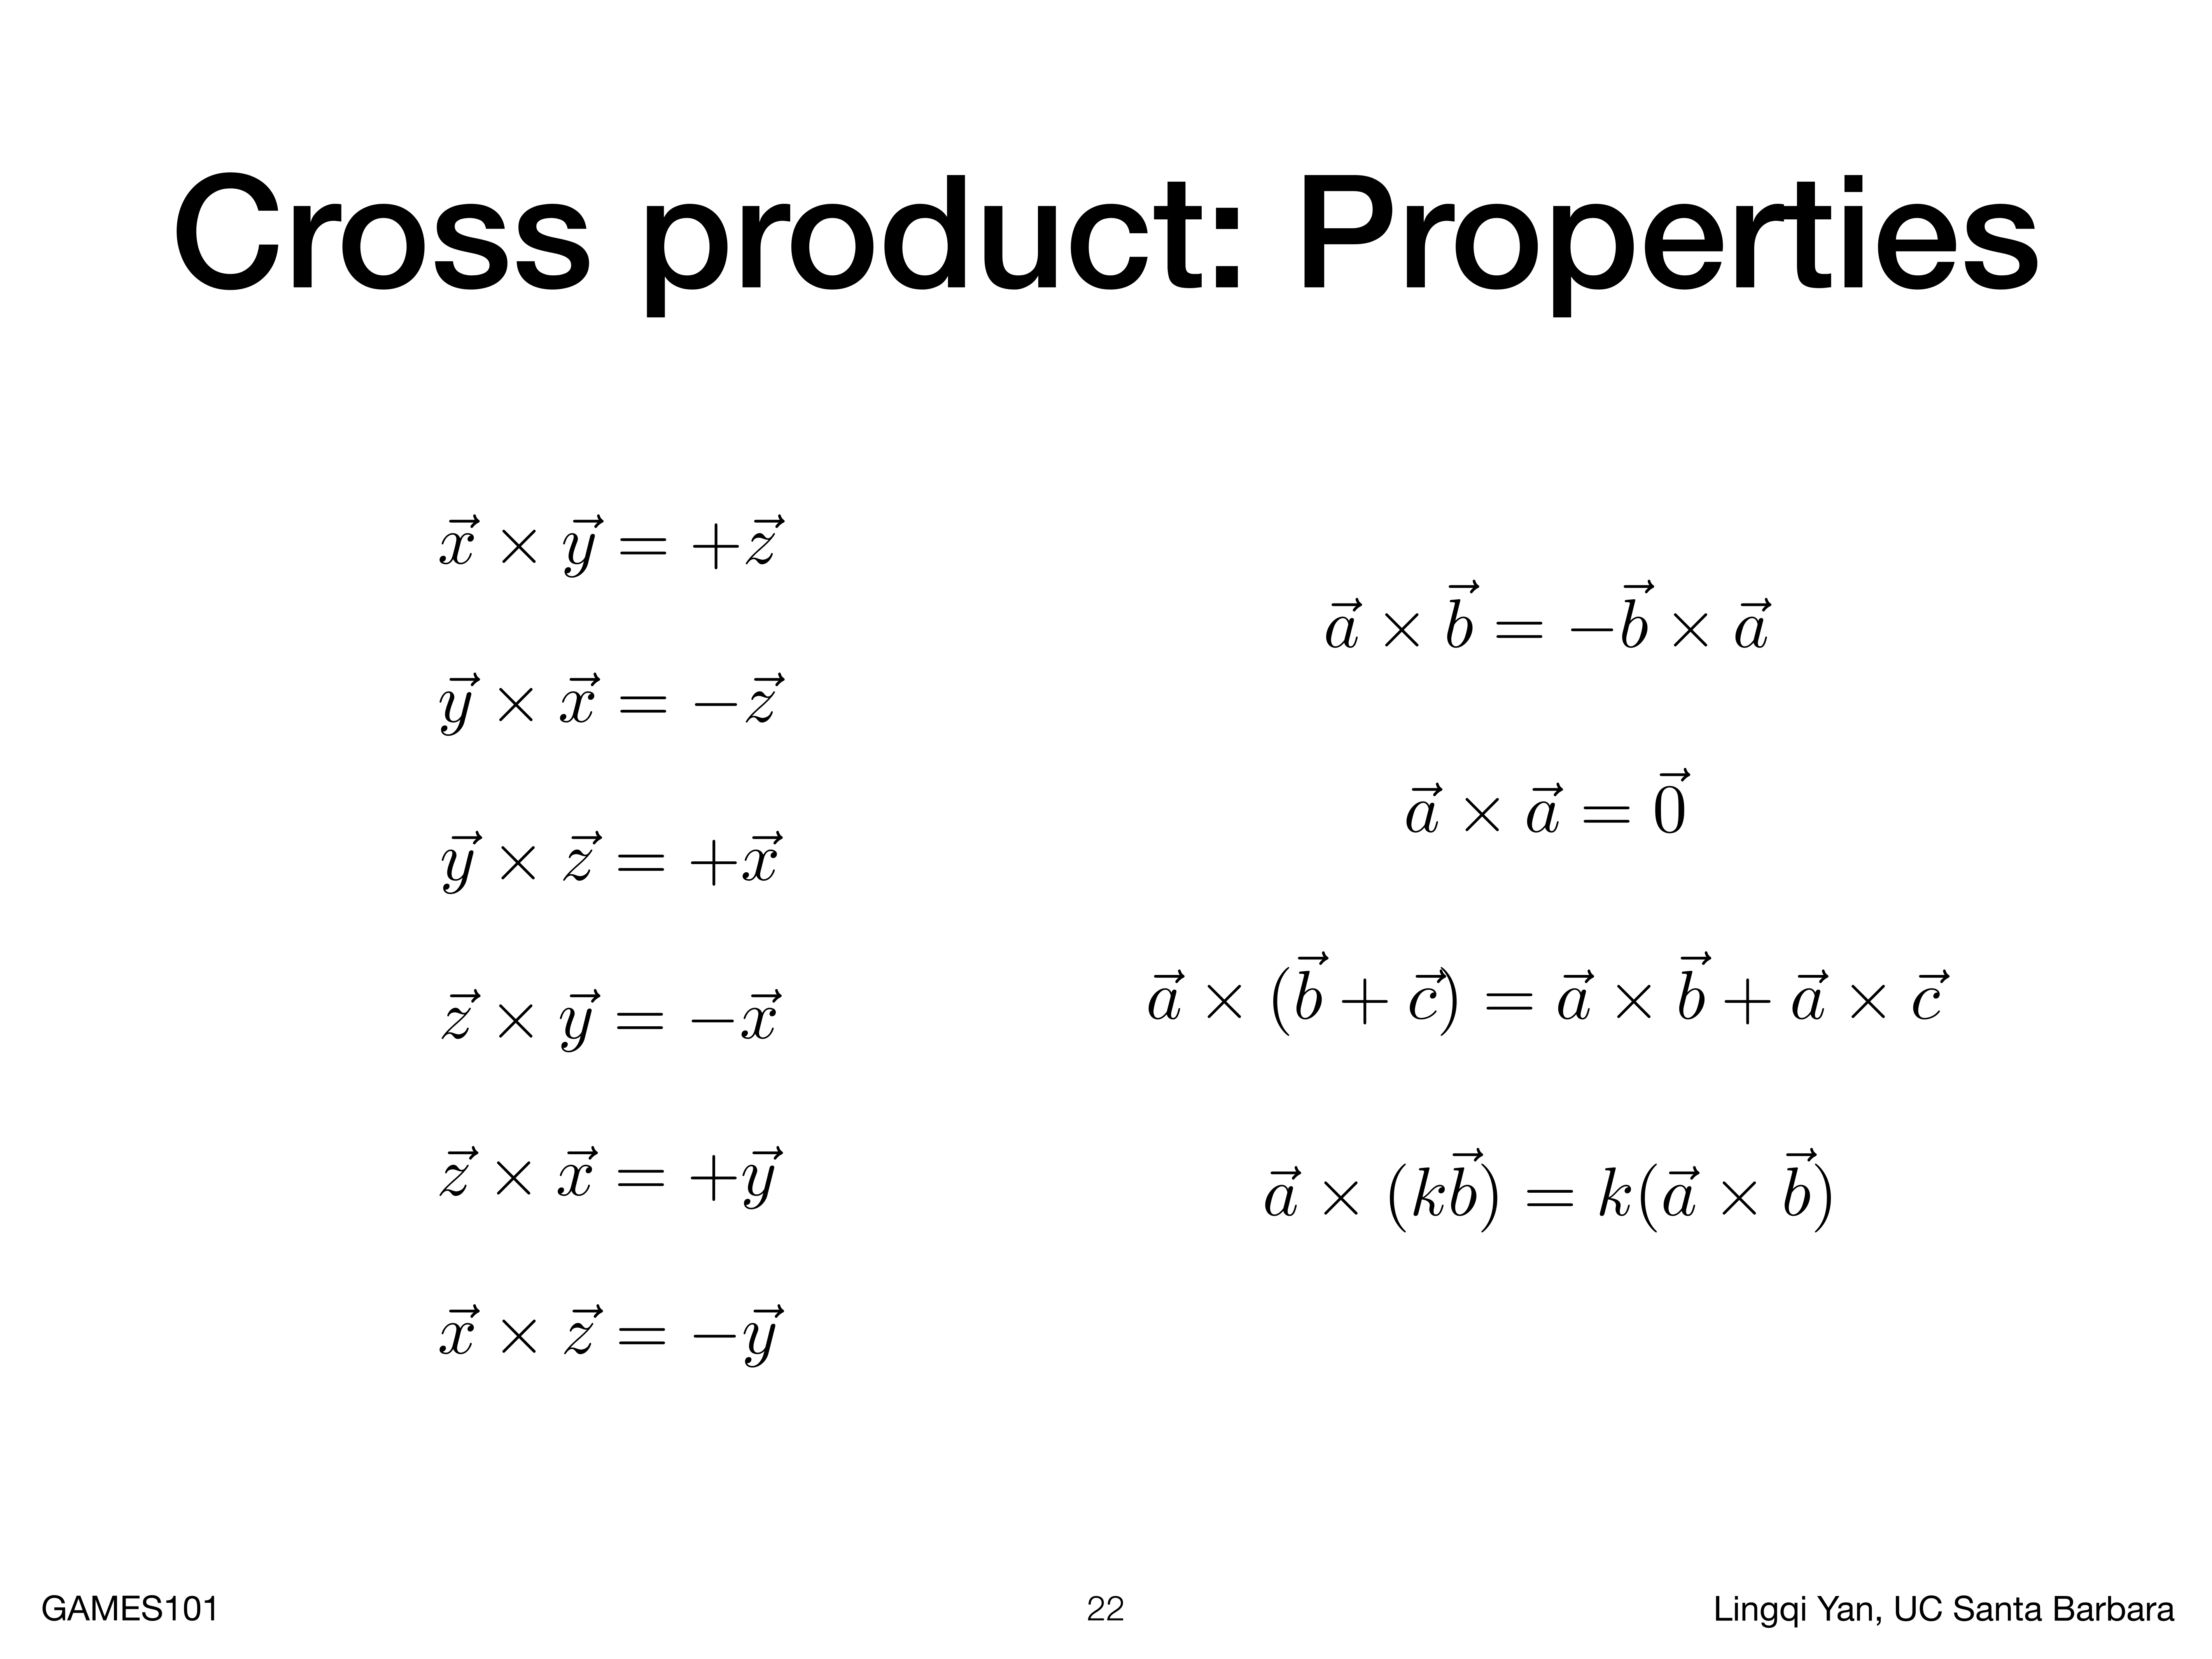 Cross product: Properties
$\vec{x} \times \vec{y} = +\vec{z}$
$\vec{y} \times \vec{x} = -\vec{z}$
$\vec{y} \times \vec{z} = +\vec{x}$
$\vec{z} \times \vec{y} = -\vec{x}$
$\vec{z} \times \vec{x} = +\vec{y}$
$\vec{x} \times \vec{z} = -\vec{y}$
$\vec{a} \times \vec{b} = -\vec{b} \times \vec{a}$
$\vec{a} \times \vec{a} = \vec{0}$
$\vec{a} \times (\vec{b} + \vec{c}) = \vec{a} \times \vec{b} + \vec{a} \times \vec{c}$
$\vec{a} \times (k\vec{b}) = k(\vec{a} \times \vec{b})$
GAMES101
22
Lingqi Yan, UC Santa Barbara